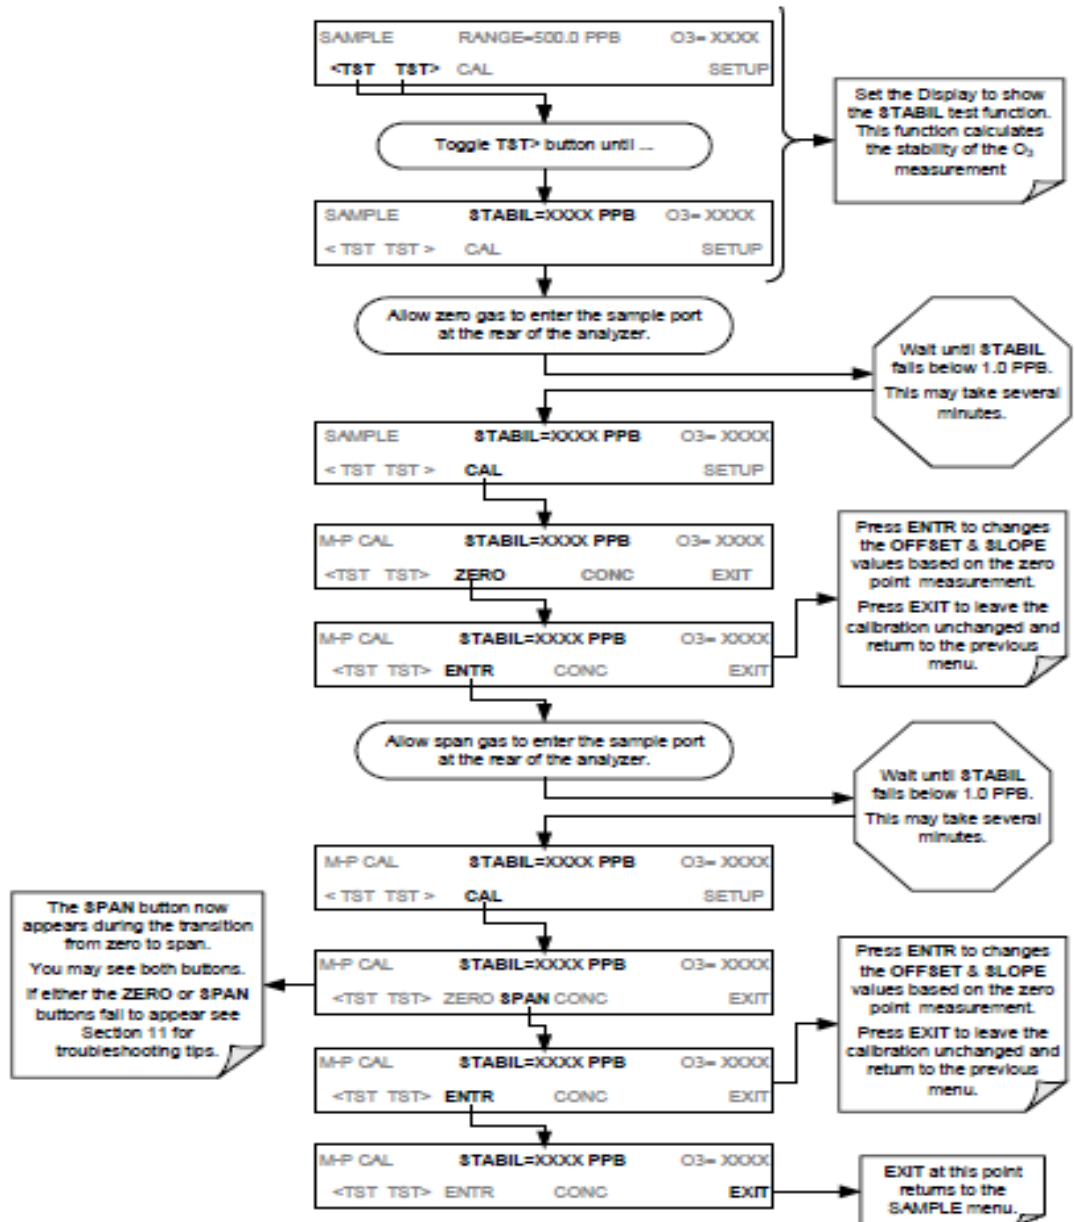 SAMPLE RANGE=500.0 PPB O3= XXXX
<TST TST> CAL SETUP
Toggle TST> button until ...
Set the Display to show
the STABIL test function.
This function calculates
the stability of the O3
measurement
SAMPLE STABIL=XXXX PPB O3= XXXX
< TST TST > CAL SETUP
Allow zero gas to enter the sample port
at the rear of the analyzer.
Wait until STABIL
falls below 1.0 PPB.
This may take several
minutes.
SAMPLE STABIL=XXXX PPB O3= XXXX
< TST TST > CAL SETUP
M-P CAL STABIL=XXXX PPB O3= XXXX
<TST TST> ZERO CONC EXIT
M-P CAL STABIL=XXXX PPB O3= XXXX
<TST TST> ENTR CONC EXIT
Press ENTR to changes
the OFFSET & SLOPE
values based on the zero
point measurement.
Press EXIT to leave the
calibration unchanged and
return to the previous
menu.
Allow span gas to enter the sample port
at the rear of the analyzer.
Wait until STABIL
falls below 1.0 PPB.
This may take several
minutes.
M-P CAL STABIL=XXXX PPB O3= XXXX
< TST TST > CAL SETUP
The SPAN button now
appears during the transition
from zero to span.
You may see both buttons.
If either the ZERO or SPAN
buttons fail to appear see
Section 11 for
troubleshooting tips.
M-P CAL STABIL=XXXX PPB O3= XXXX
<TST TST> ZERO SPAN CONC EXIT
M-P CAL STABIL=XXXX PPB O3= XXXX
<TST TST> ENTR CONC EXIT
Press ENTR to changes
the OFFSET & SLOPE
values based on the zero
point measurement.
Press EXIT to leave the
calibration unchanged and
return to the previous
menu.
M-P CAL STABIL=XXXX PPB O3= XXXX
<TST TST> ENTR CONC EXIT
EXIT at this point
returns to the
SAMPLE menu.